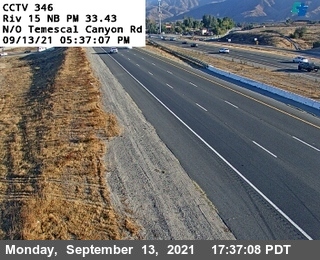 CCTV 346
Riv 15 NB PM 33.43
N/O Temescal Canyon Rd
09/13/21 05:37:07 PM
Monday, September 13, 2021 17:37:08 PDT